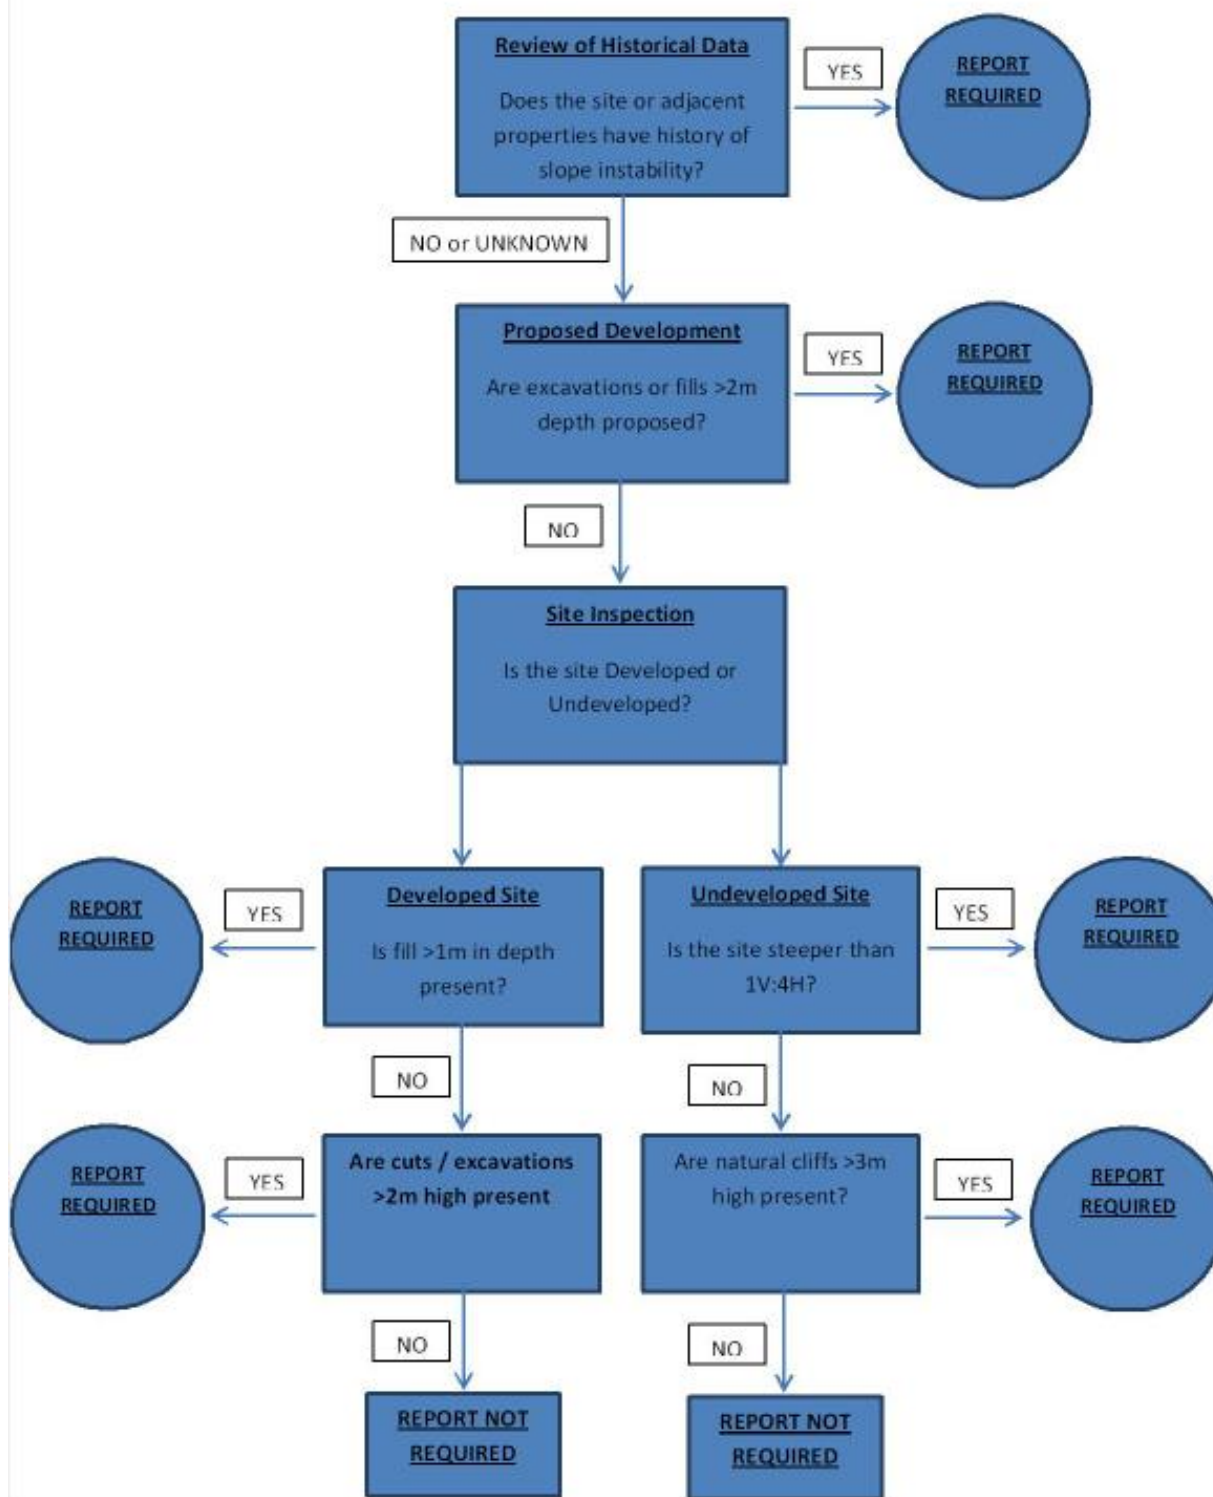 Review of Historical Data
Does the site or adjacent
properties have history of
slope instability?
YES
REPORT
REQUIRED
NO or UNKNOWN
Proposed Development
Are excavations or fills >2m
depth proposed?
YES
REPORT
REQUIRED
NO
Site Inspection
Is the site Developed or
Undeveloped?
REPORT
REQUIRED
YES
Developed Site
Is fill >1m in depth
present?
Undeveloped Site
Is the site steeper than
1V:4H?
YES
REPORT
REQUIRED
NO
NO
REPORT
REQUIRED
YES
Are cuts / excavations
>2m high present
Are natural cliffs >3m
high present?
YES
REPORT
REQUIRED
NO
NO
REPORT NOT
REQUIRED
REPORT NOT
REQUIRED